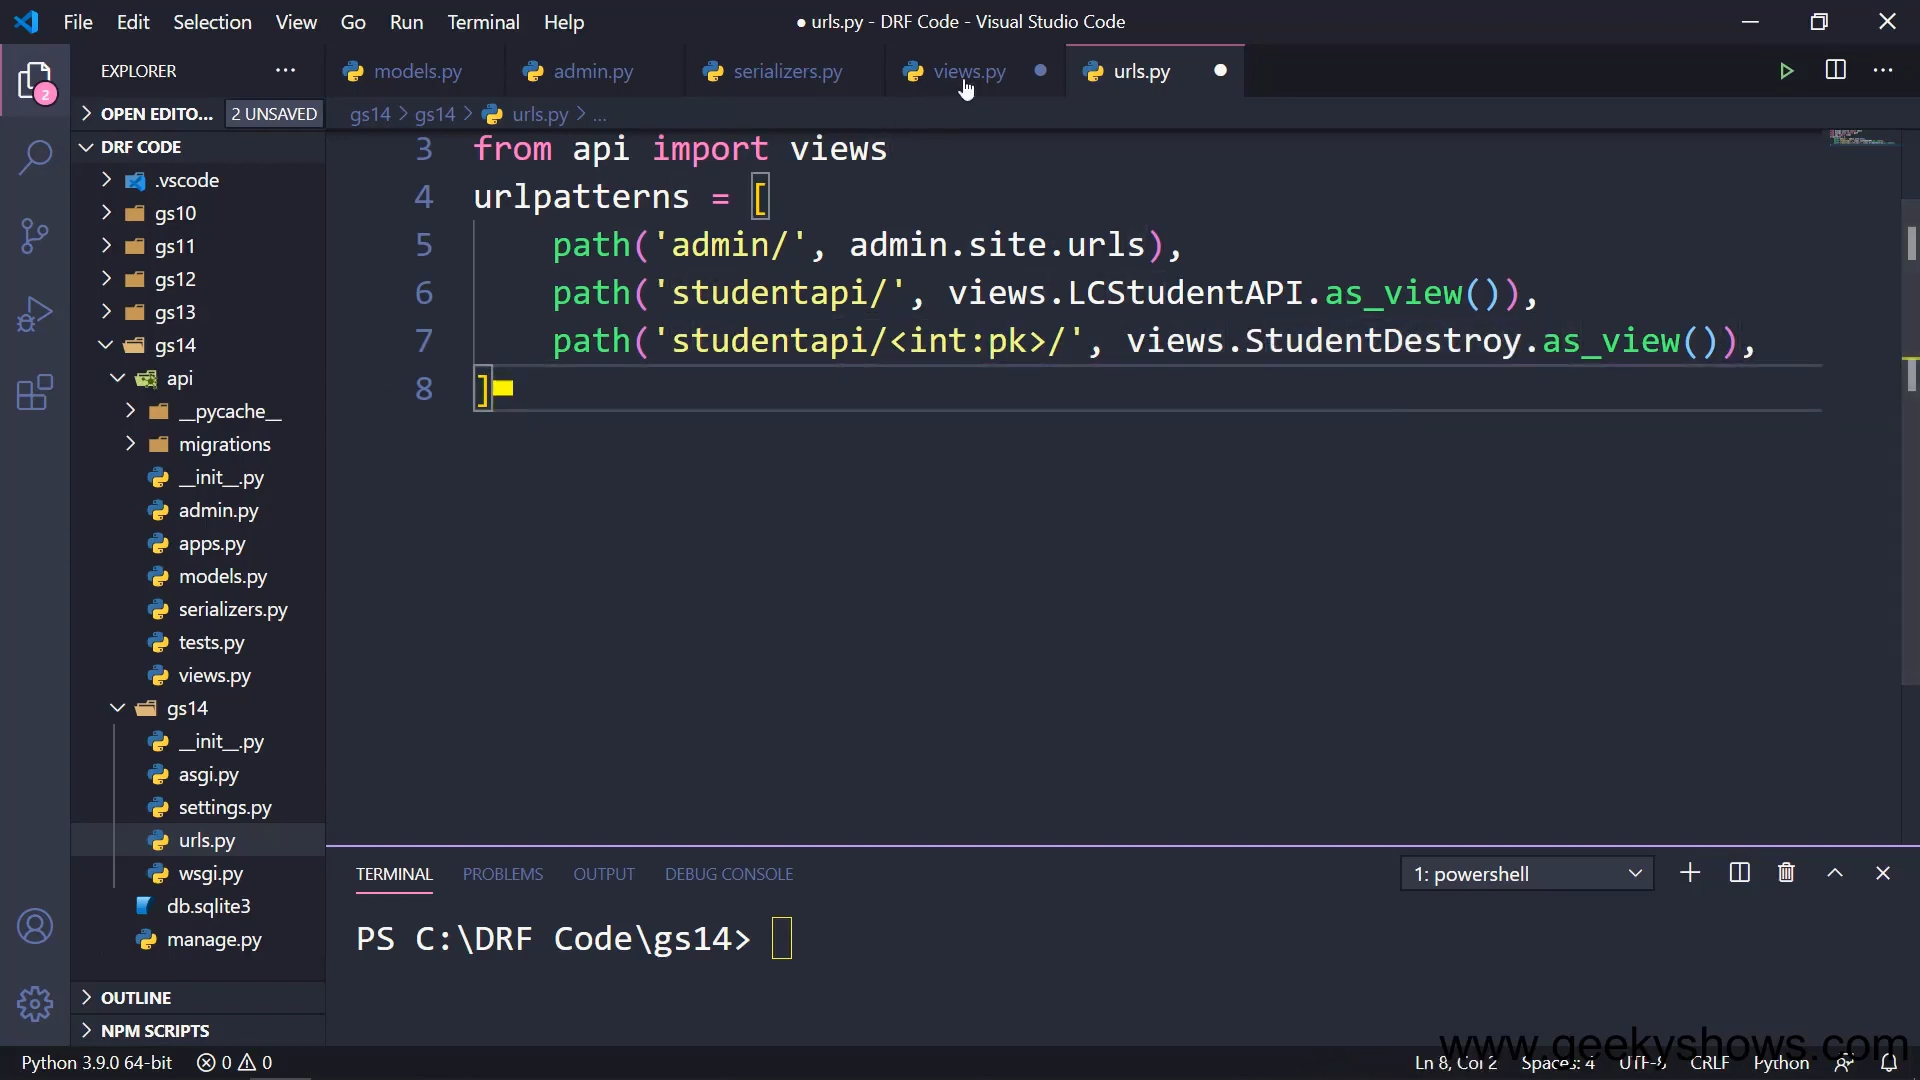 File Edit Selection View Go Run Terminal Help
● urls.py - DRF Code - Visual Studio Code
EXPLORER
models.py
admin.py
serializers.py
views.py
urls.py
OPEN EDITO... 2 UNSAVED
gs14 > gs14 > urls.py > ...
DRF CODE
.vscode
gs10
gs11
gs12
gs13
gs14
api
__pycache__
migrations
__init__.py
admin.py
apps.py
models.py
serializers.py
tests.py
views.py
gs14
__init__.py
asgi.py
settings.py
urls.py
wsgi.py
db.sqlite3
manage.py
OUTLINE
NPM SCRIPTS
2
3 from api import views
4 urlpatterns = [
5 path('admin/', admin.site.urls),
6 path('studentapi/', views.LCStudentAPI.as_view()),
7 path('studentapi/<int:pk>/', views.StudentDestroy.as_view()),
8 ]
TERMINAL PROBLEMS OUTPUT DEBUG CONSOLE
1: powershell
PS C:\DRF Code\gs14>
www.geekyshows.com
Python 3.9.0 64-bit 0 0
Ln 8, Col 2 Spaces: 4 UTF-8 CRLF Python